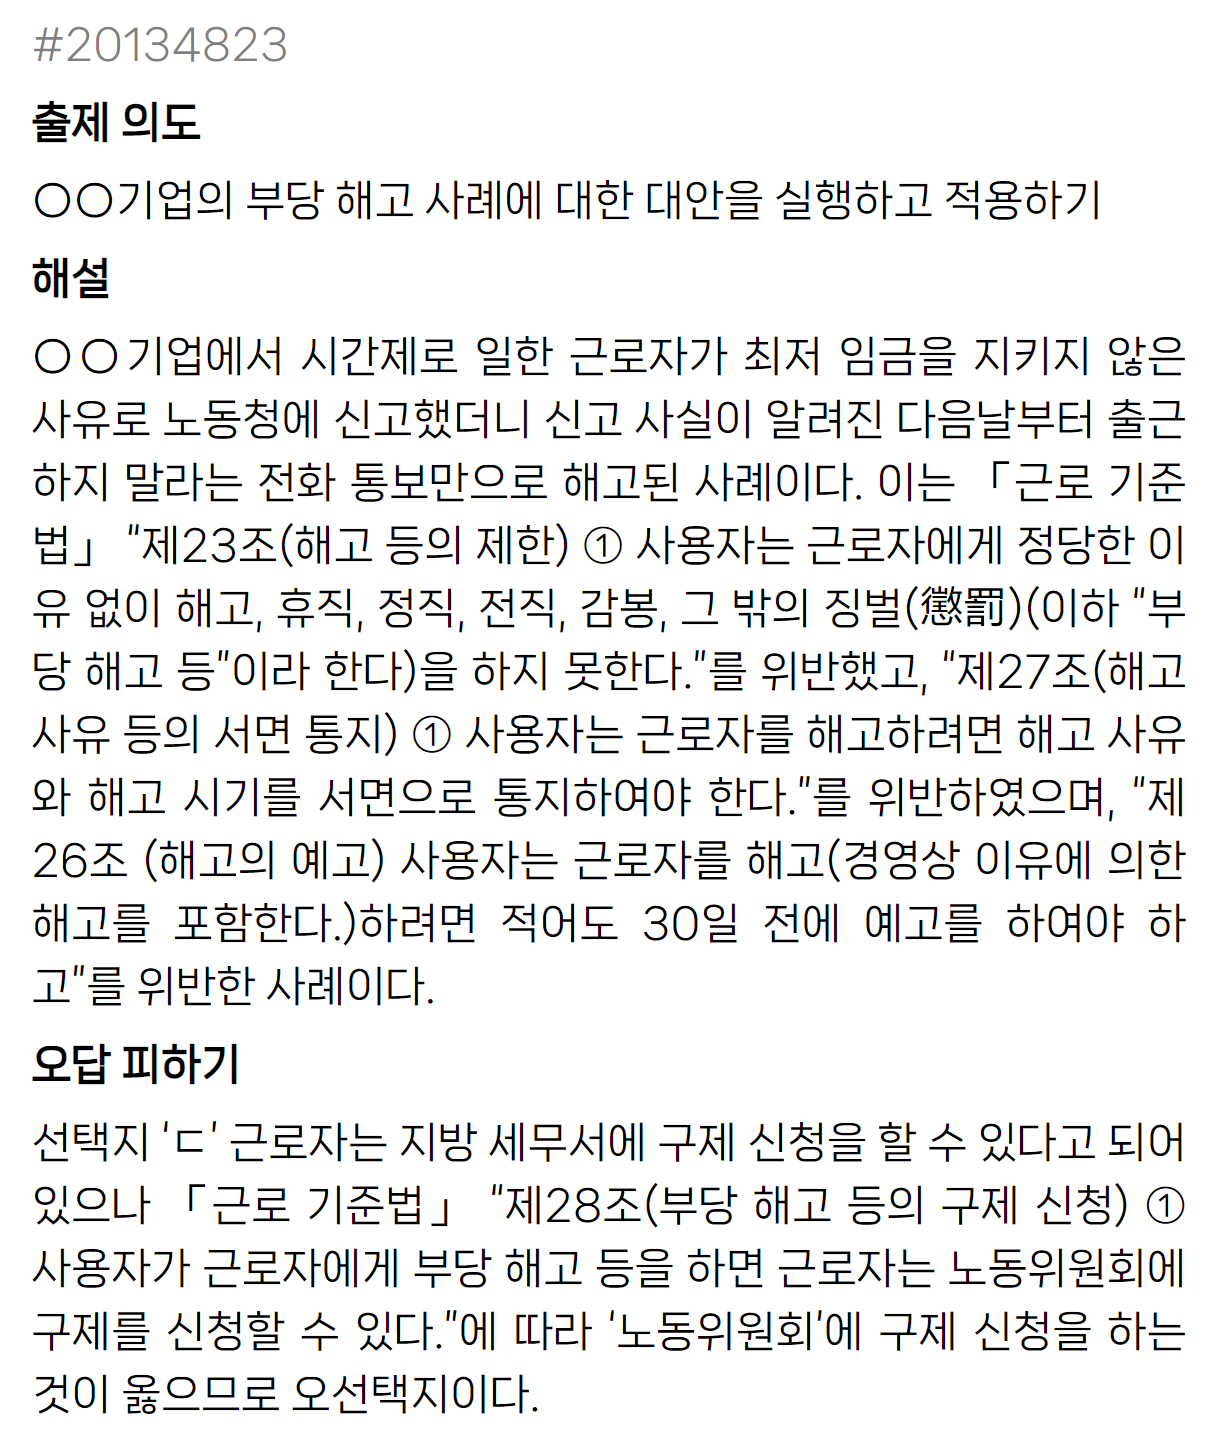 #20134823
출제 의도
○○기업의 부당 해고 사례에 대한 대안을 실행하고 적용하기
해설
○○기업에서 시간제로 일한 근로자가 최저 임금을 지키지 않은
사유로 노동청에 신고했더니 신고 사실이 알려진 다음날부터 출근
하지 말라는 전화 통보만으로 해고된 사례이다. 이는 「근로 기준
법」 "제23조(해고 등의 제한) ① 사용자는 근로자에게 정당한 이
유 없이 해고, 휴직, 정직, 전직, 감봉, 그 밖의 징벌(懲罰)(이하 "부
당 해고 등"이라 한다)을 하지 못한다."를 위반했고, "제27조(해고
사유 등의 서면 통지) ① 사용자는 근로자를 해고하려면 해고 사유
와 해고 시기를 서면으로 통지하여야 한다."를 위반하였으며, "제
26조 (해고의 예고) 사용자는 근로자를 해고(경영상 이유에 의한
해고를 포함한다.)하려면 적어도 30일 전에 예고를 하여야 하
고"를 위반한 사례이다.
오답 피하기
선택지 'ㄷ' 근로자는 지방 세무서에 구제 신청을 할 수 있다고 되어
있으나 「근로 기준법」 "제28조(부당 해고 등의 구제 신청) ①
사용자가 근로자에게 부당 해고 등을 하면 근로자는 노동위원회에
구제를 신청할 수 있다."에 따라 '노동위원회'에 구제 신청을 하는
것이 옳으므로 오선택지이다.